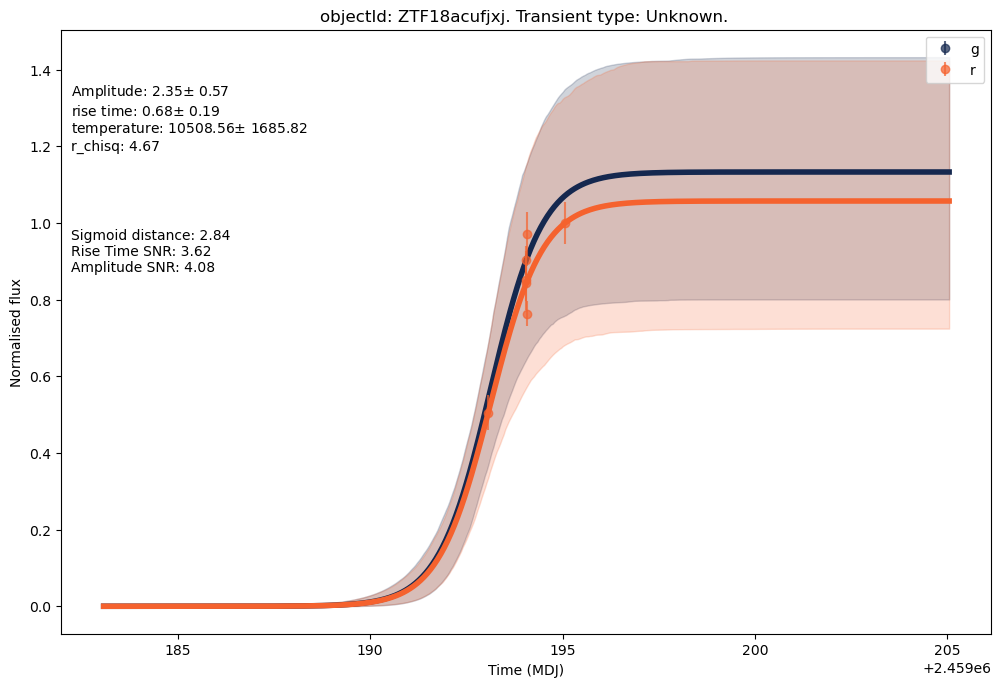 objectId: ZTF18acufjxj. Transient type: Unknown.
g
r
Amplitude: 2.35± 0.57
rise time: 0.68± 0.19
temperature: 10508.56± 1685.82
r_chisq: 4.67
Sigmoid distance: 2.84
Rise Time SNR: 3.62
Amplitude SNR: 4.08
Normalised flux
1.4
1.2
1.0
0.8
0.6
0.4
0.2
0.0
185
190
195
200
205
Time (MDJ)
+2.459e6